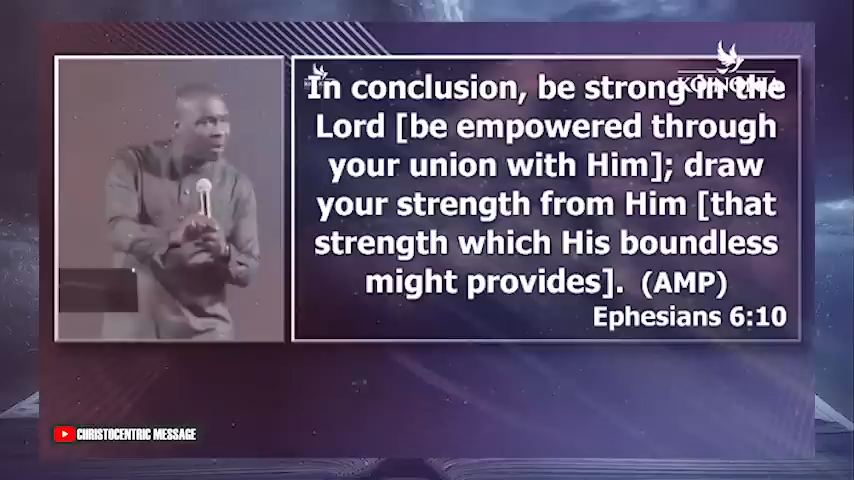 In conclusion, be strong in the
Lord [be empowered through
your union with Him]; draw
your strength from Him [that
strength which His boundless
might provides]. (AMP)
Ephesians 6:10
KOINONIA
CHRISTOCENTRIC MESSAGE